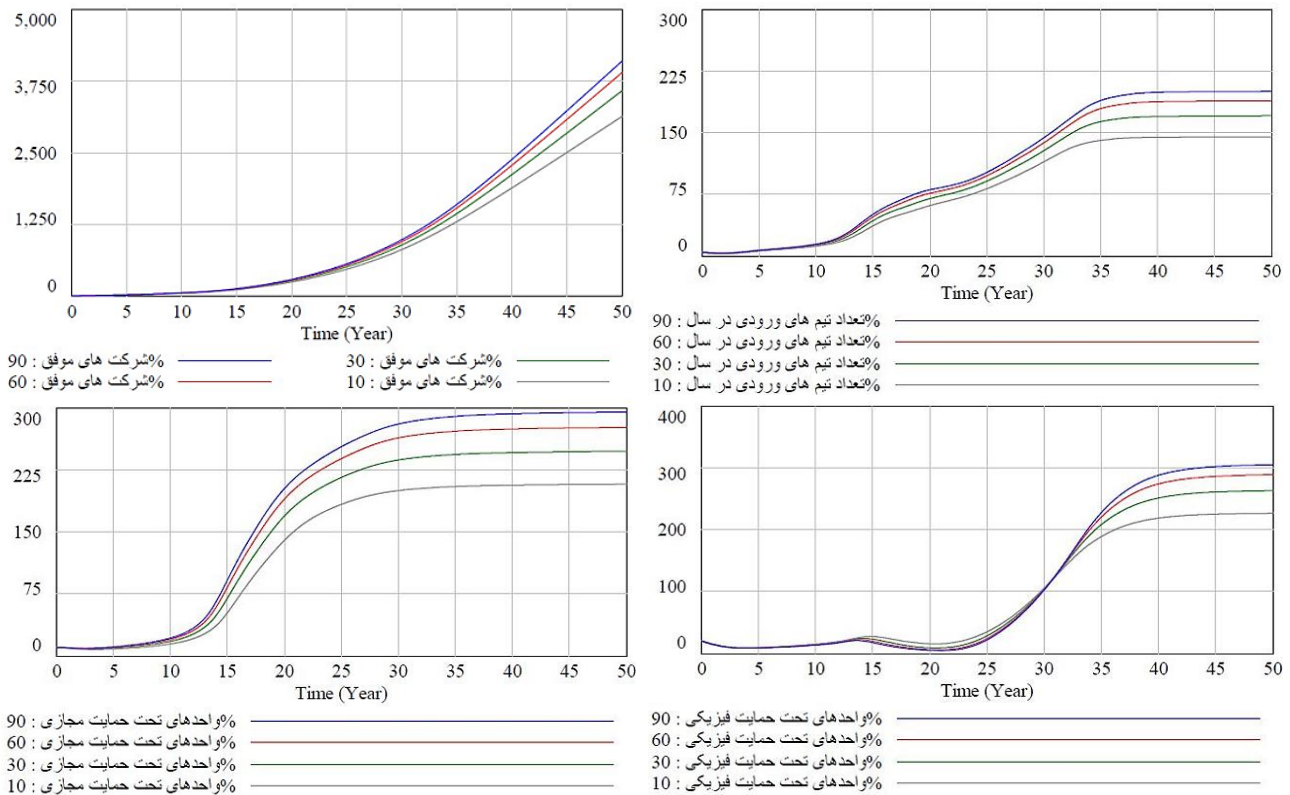 5,000
3,750
2,500
1,250
0
0 5 10 15 20 25 30 35 40 45 50
Time (Year)
%شرکت های موفق : 90
%شرکت های موفق : 30
%شرکت های موفق : 60
%شرکت های موفق : 10
300
225
150
75
0
0 5 10 15 20 25 30 35 40 45 50
Time (Year)
%تعداد تیم های ورودی در سال : 90
%تعداد تیم های ورودی در سال : 60
%تعداد تیم های ورودی در سال : 30
%تعداد تیم های ورودی در سال : 10
300
225
150
75
0
0 5 10 15 20 25 30 35 40 45 50
Time (Year)
%واحدهای تحت حمایت مجازی : 90
%واحدهای تحت حمایت مجازی : 60
%واحدهای تحت حمایت مجازی : 30
%واحدهای تحت حمایت مجازی : 10
400
300
200
100
0
0 5 10 15 20 25 30 35 40 45 50
Time (Year)
%واحدهای تحت حمایت فیزیکی : 90
%واحدهای تحت حمایت فیزیکی : 60
%واحدهای تحت حمایت فیزیکی : 30
%واحدهای تحت حمایت فیزیکی : 10